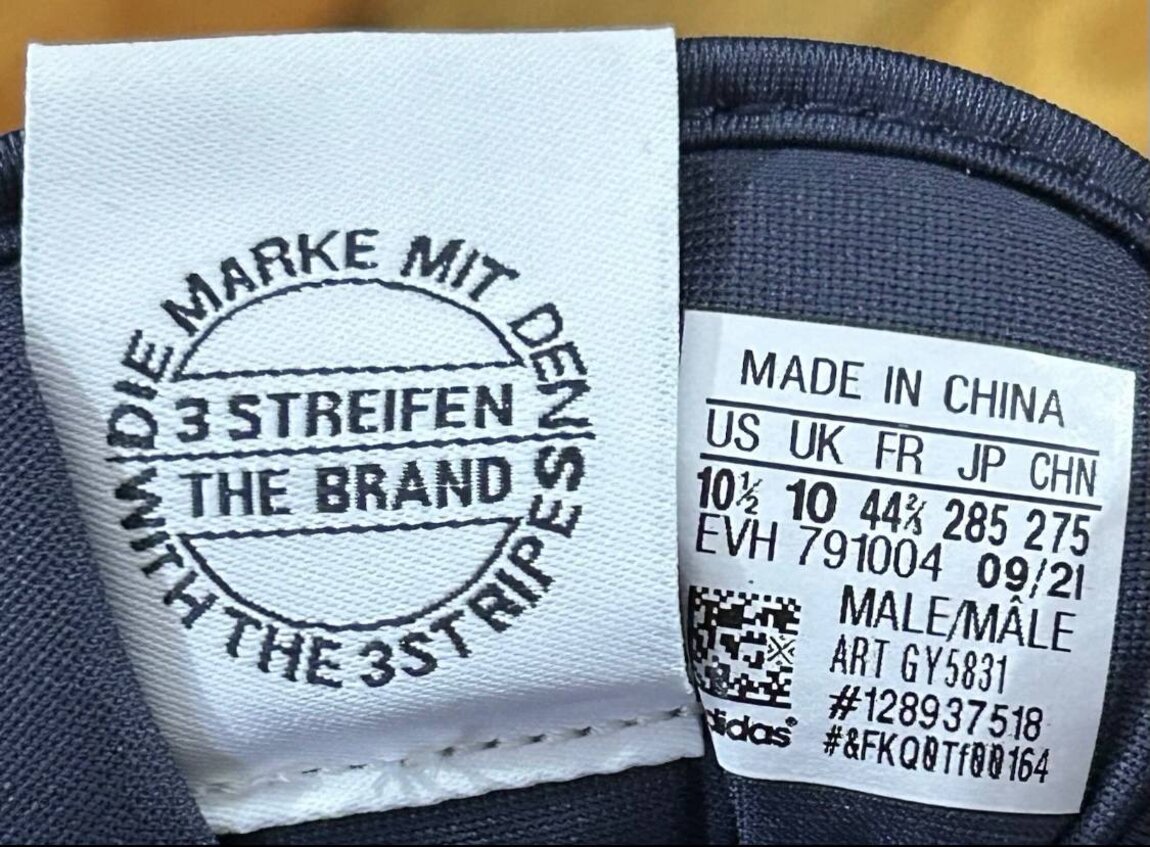 DIE MARKE MIT DEN
3 STREIFEN
THE BRAND
WITH THE 3 STRIPES
MADE IN CHINA
US UK FR JP CHN
10½ 10 44⅔ 285 275
EVH 791004 09/21
MALE/MÂLE
ART GY5831
#128937518
#&FKQ0Tf00164
adidas®